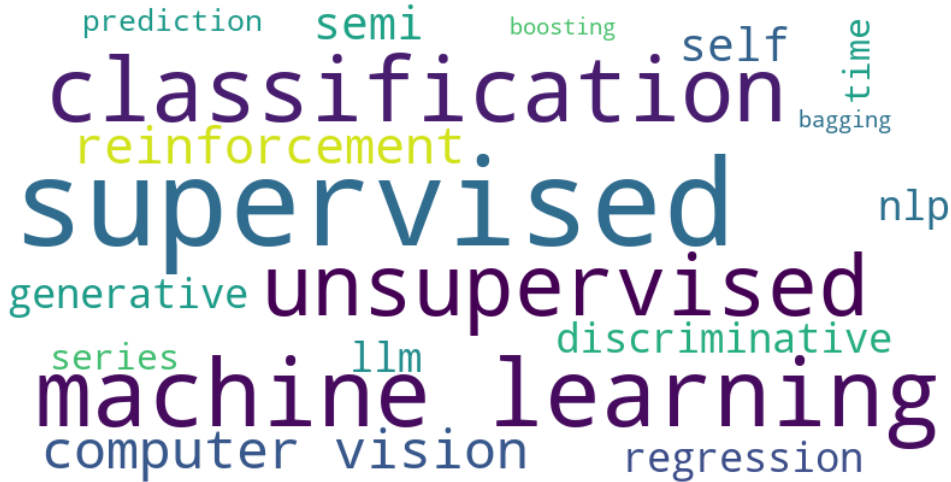 prediction semi boosting
self time
classification
bagging
reinforcement
supervised
nlp
unsupervised
generative
discriminative
series llm
machine learning
computer vision regression